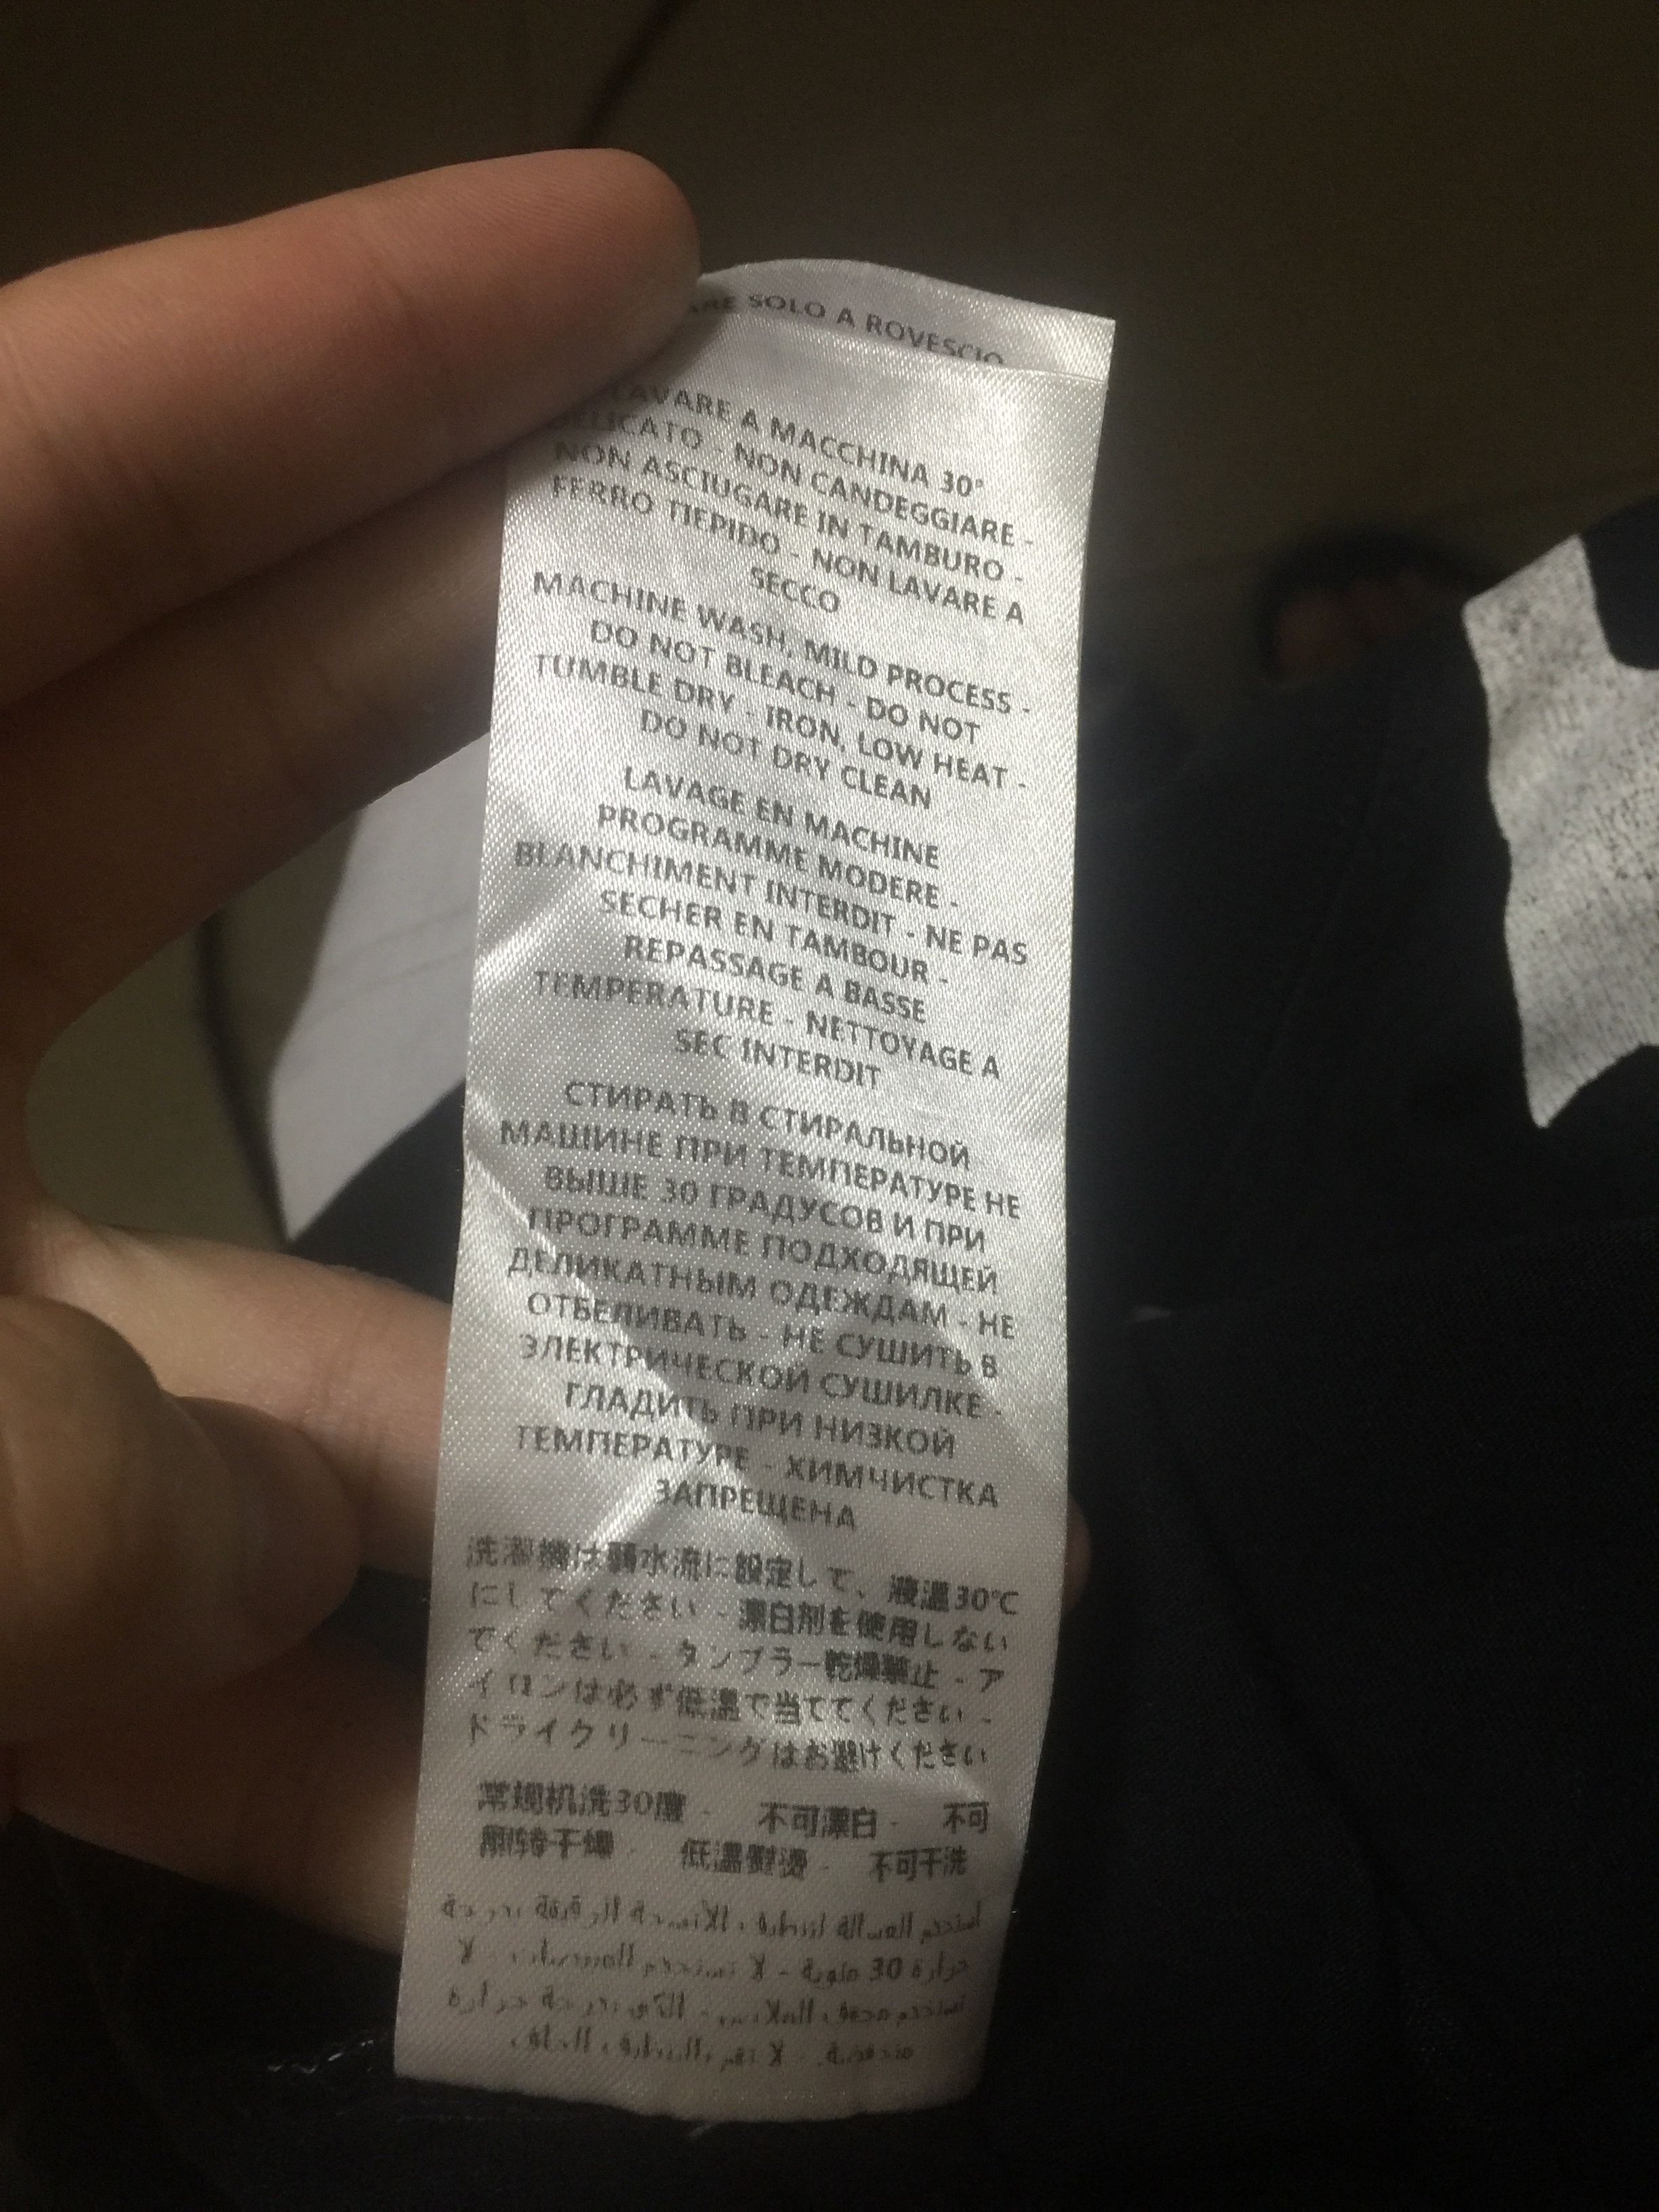 SOLO A ROVESCIO
LAVARE A MACCHINA 30°
DELICATO - NON CANDEGGIARE -
NON ASCIUGARE IN TAMBURO -
FERRO TIEPIDO - NON LAVARE A
SECCO
MACHINE WASH, MILD PROCESS -
DO NOT BLEACH - DO NOT
TUMBLE DRY - IRON, LOW HEAT -
DO NOT DRY CLEAN
LAVAGE EN MACHINE
PROGRAMME MODERE -
BLANCHIMENT INTERDIT - NE PAS
SECHER EN TAMBOUR -
REPASSAGE A BASSE
TEMPERATURE - NETTOYAGE A
SEC INTERDIT
СТИРАТЬ В СТИРАЛЬНОЙ
МАШИНЕ ПРИ ТЕМПЕРАТУРЕ НЕ
ВЫШЕ 30 ГРАДУСОВ И ПРИ
ПРОГРАММЕ ПОДХОДЯЩЕЙ
ДЕЛИКАТНЫМ ОДЕЖДАМ - НЕ
ОТБЕЛИВАТЬ - НЕ СУШИТЬ В
ЭЛЕКТРИЧЕСКОЙ СУШИЛКЕ -
ГЛАДИТЬ ПРИ НИЗКОЙ
ТЕМПЕРАТУРЕ - ХИМЧИСТКА
ЗАПРЕЩЕНА
洗濯機は弱水流に設定して、液温30℃
にしてください - 漂白剤を使用しない
でください - タンブラー乾燥禁止 - ア
イロンは必ず低温で当ててください -
ドライクリーニングはお避けください
常规机洗30度 - 不可漂白 - 不可
翻转干燥 - 低温熨烫 - 不可干洗